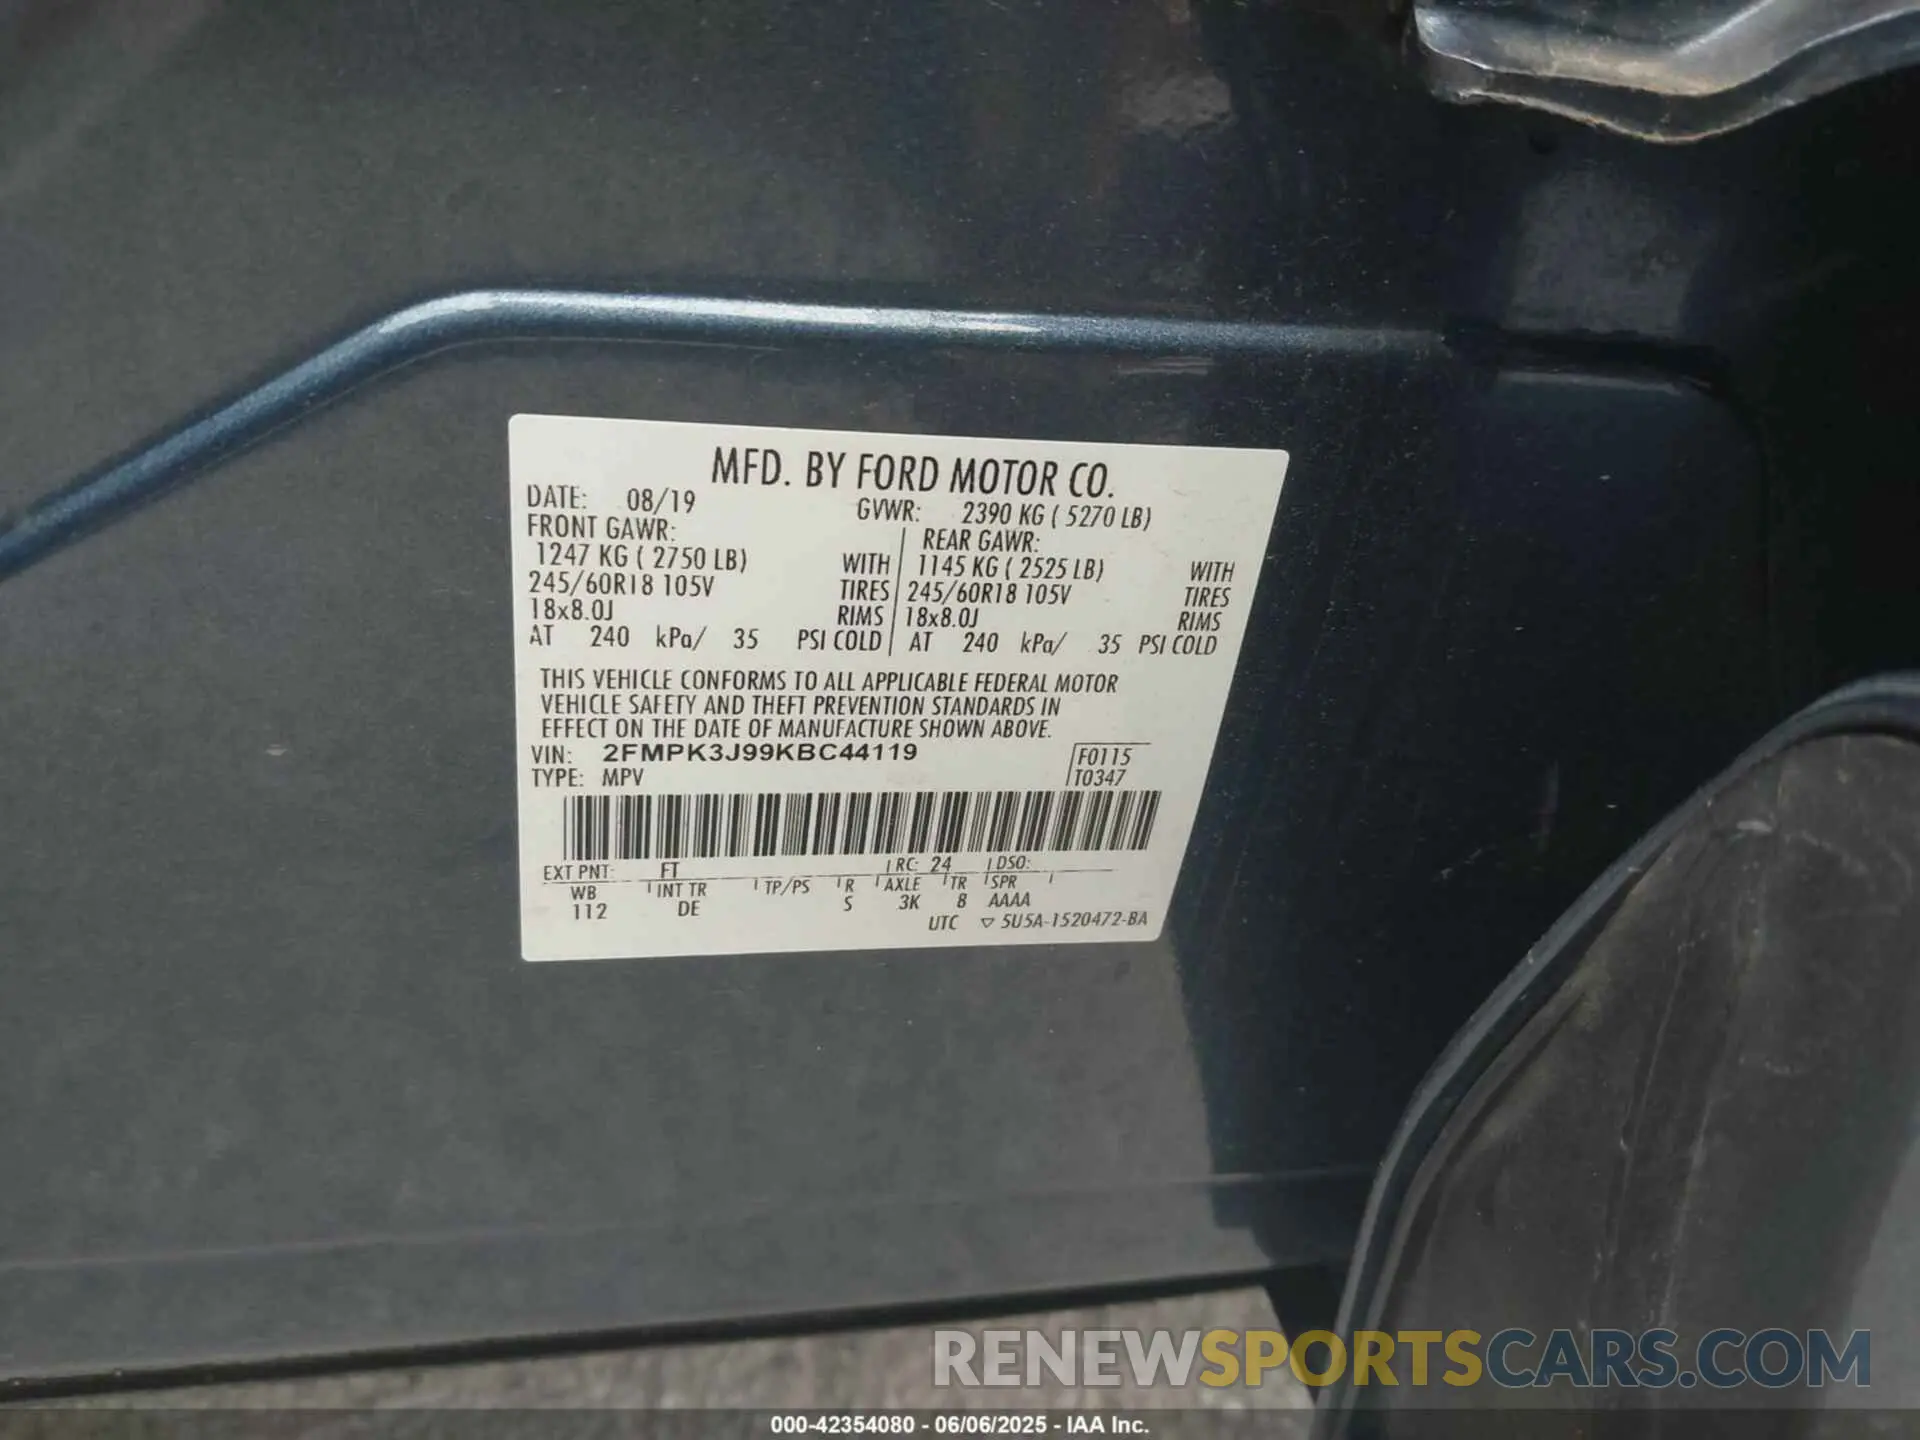 MFD. BY FORD MOTOR CO.
DATE: 08/19 GVWR: 2390 KG ( 5270 LB)
FRONT GAWR: REAR GAWR:
1247 KG ( 2750 LB) WITH 1145 KG ( 2525 LB) WITH
245/60R18 105V TIRES 245/60R18 105V TIRES
18x8.0J RIMS 18x8.0J RIMS
AT 240 kPa/ 35 PSI COLD AT 240 kPa/ 35 PSI COLD
THIS VEHICLE CONFORMS TO ALL APPLICABLE FEDERAL MOTOR
VEHICLE SAFETY AND THEFT PREVENTION STANDARDS IN
EFFECT ON THE DATE OF MANUFACTURE SHOWN ABOVE.
VIN: 2FMPK3J99KBC44119 F0115
TYPE: MPV T0347
EXT PNT: FT RC: 24 DSO:
WB INT TR TP/PS R AXLE TR SPR
112 DE S 3K 8 AAAA
UTC ▽ 5U5A-1520472-BA
RENEWSPORTSCARS.COM
000-42354080 - 06/06/2025 - IAA Inc.